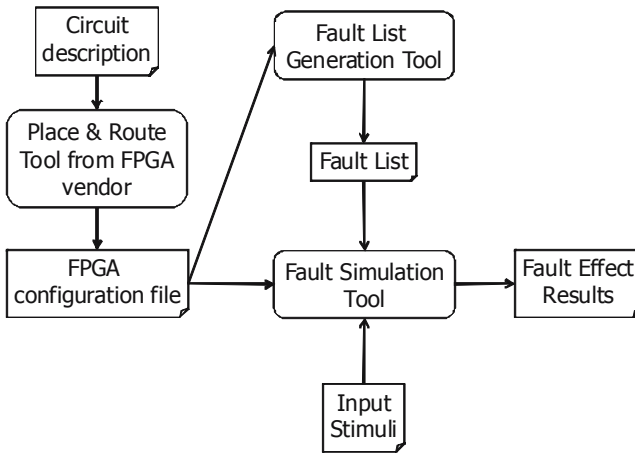 Circuit
description
Place & Route
Tool from FPGA
vendor
FPGA
configuration file
Fault List
Generation Tool
Fault List
Fault Simulation
Tool
Input
Stimuli
Fault Effect
Results